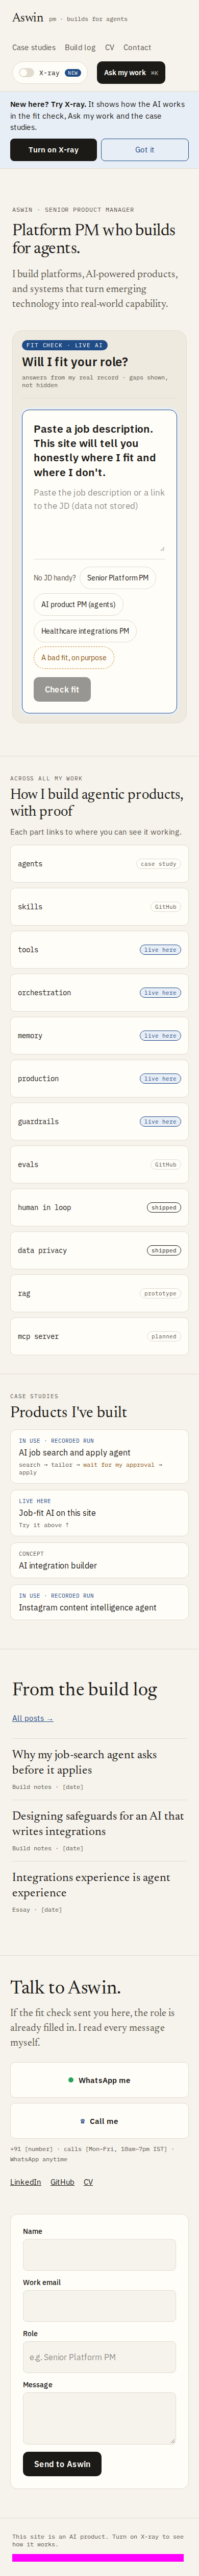 Aswin pm · builds for agents
Case studies Build log CV Contact
X-ray NEW Ask my work ⌘K
New here? Try X-ray. It shows how the AI works
in the fit check, Ask my work and the case
studies.
Turn on X-ray Got it
ASWIN · SENIOR PRODUCT MANAGER
Platform PM who builds
for agents.
I build platforms, AI-powered products,
and systems that turn emerging
technology into real-world capability.
FIT CHECK · LIVE AI
Will I fit your role?
answers from my real record · gaps shown,
not hidden
Paste a job description.
This site will tell you
honestly where I fit and
where I don't.
Paste the job description or a link
to the JD (data not stored)
No JD handy? Senior Platform PM
AI product PM (agents)
Healthcare integrations PM
A bad fit, on purpose
Check fit
ACROSS ALL MY WORK
How I build agentic products,
with proof
Each part links to where you can see it working.
agents case study
skills GitHub
tools live here
orchestration live here
memory live here
production live here
guardrails live here
evals GitHub
human in loop shipped
data privacy shipped
rag prototype
mcp server planned
CASE STUDIES
Products I've built
IN USE · RECORDED RUN
AI job search and apply agent
search → tailor → wait for my approval →
apply
LIVE HERE
Job-fit AI on this site
Try it above ↑
CONCEPT
AI integration builder
IN USE · RECORDED RUN
Instagram content intelligence agent
From the build log
All posts →
Why my job-search agent asks
before it applies
Build notes · [date]
Designing safeguards for an AI that
writes integrations
Build notes · [date]
Integrations experience is agent
experience
Essay · [date]
Talk to Aswin.
If the fit check sent you here, the role is
already filled in. I read every message
myself.
WhatsApp me
☎ Call me
+91 [number] · calls [Mon–Fri, 10am–7pm IST] ·
WhatsApp anytime
LinkedIn GitHub CV
Name
Work email
Role
e.g. Senior Platform PM
Message
Send to Aswin
This site is an AI product. Turn on X-ray to see
how it works.